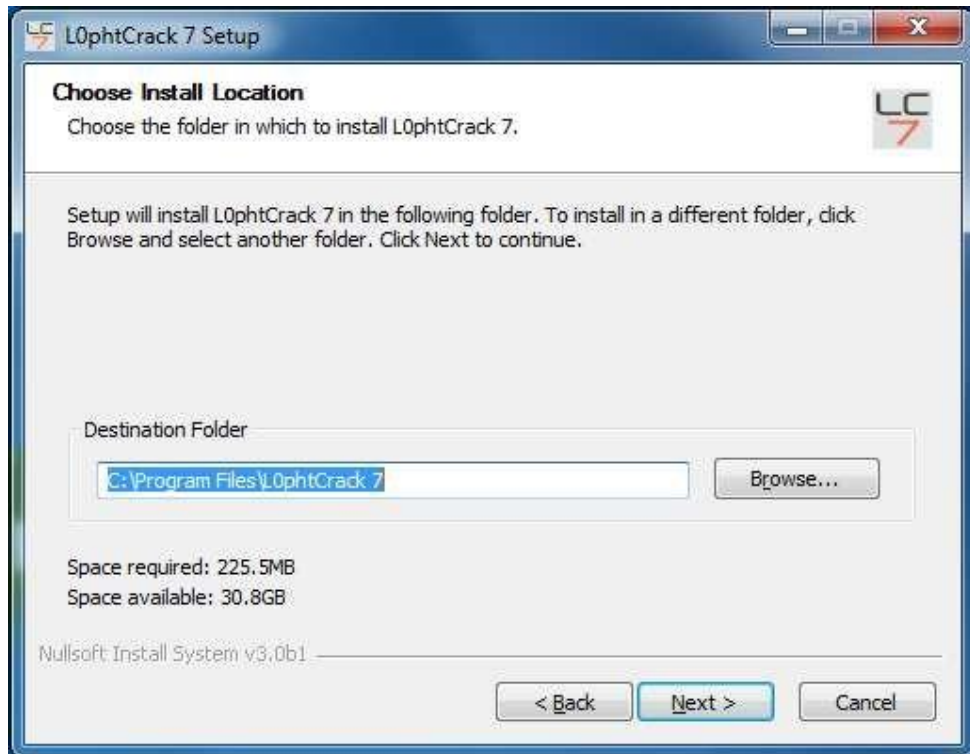 L0phtCrack 7 Setup
Choose Install Location
Choose the folder in which to install L0phtCrack 7.
LC
7
Setup will install L0phtCrack 7 in the following folder. To install in a different folder, click
Browse and select another folder. Click Next to continue.
Destination Folder
C:\Program Files\L0phtCrack 7
Browse...
Space required: 225.5MB
Space available: 30.8GB
Nullsoft Install System v3.0b1
< Back
Next >
Cancel